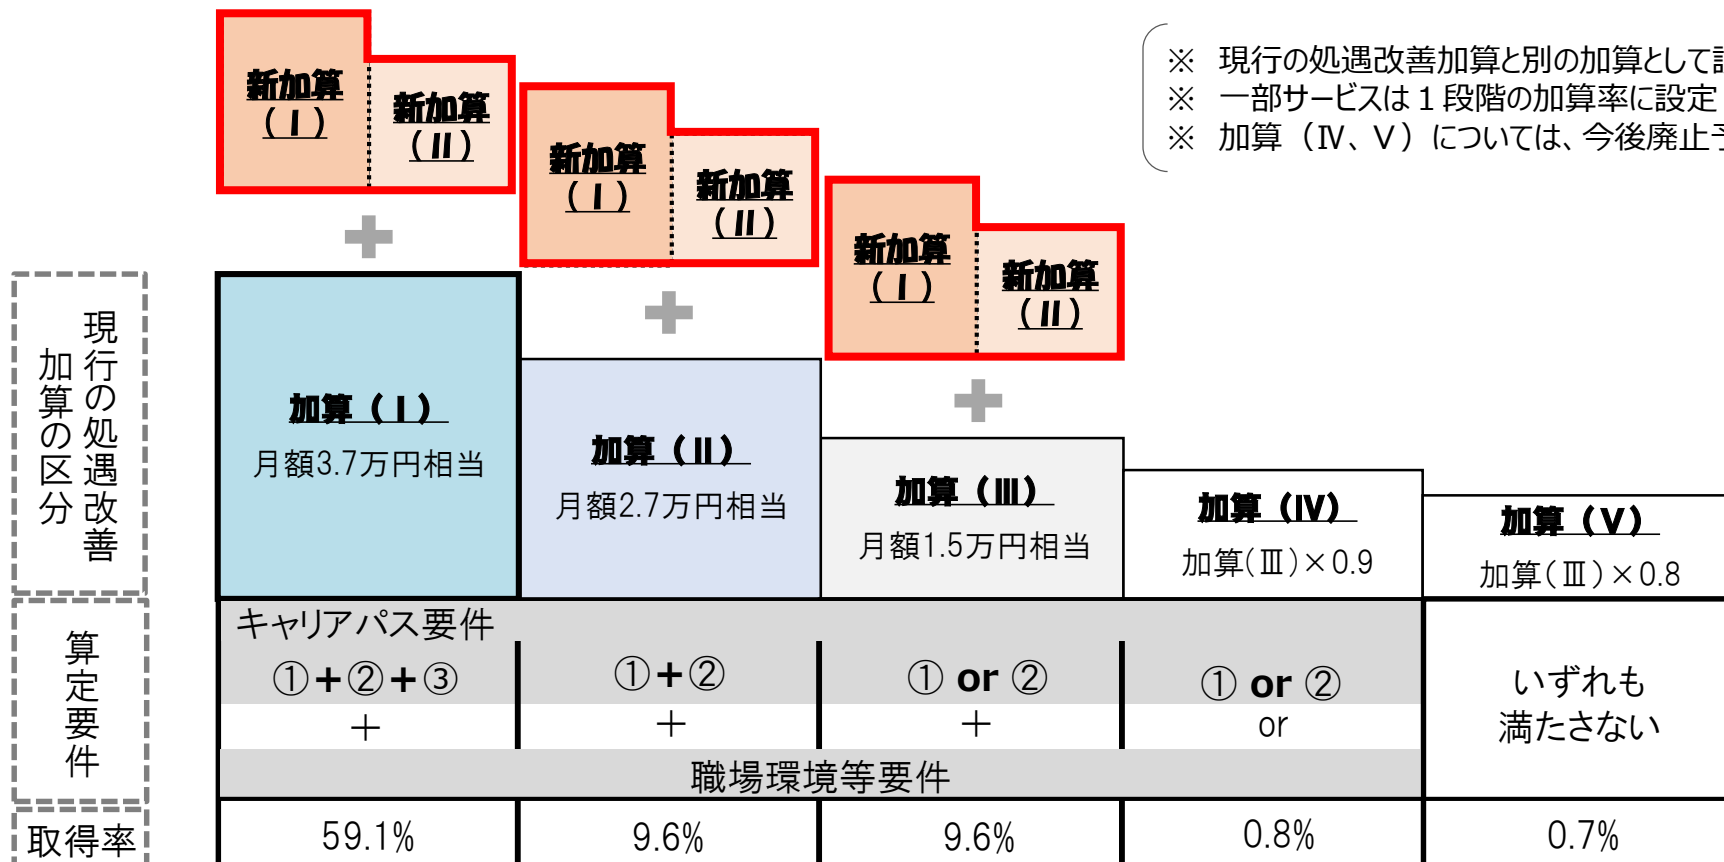 ※ 現行の処遇改善加算と別の加算として
※ 一部サービスは１段階の加算率に設定
※ 加算（Ⅳ、Ⅴ）については、今後廃止
新加算
(Ⅰ)
新加算
(Ⅱ)
新加算
(Ⅰ)
新加算
(Ⅱ)
新加算
(Ⅰ)
新加算
(Ⅱ)
現行の処遇改善
加算の区分
加算（Ⅰ）
月額3.7万円相当
加算（Ⅱ）
月額2.7万円相当
加算（Ⅲ）
月額1.5万円相当
加算（Ⅳ）
加算(Ⅲ)×0.9
加算（Ⅴ）
加算(Ⅲ)×0.8
算定要件
キャリアパス要件
①+②+③
①+②
① or ②
① or ②
＋
＋
＋
or
職場環境等要件
いずれも
満たさない
取得率
59.1%
9.6%
9.6%
0.8%
0.7%